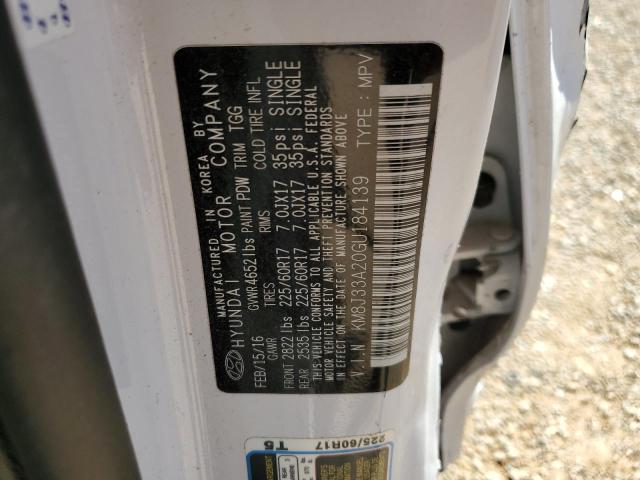 MANUFACTURED IN KOREA BY
HYUNDAI MOTOR COMPANY
FEB/15/16 GVWR 4652 lbs PAINT PDW TRIM TGG
GAWR TIRES RIMS COLD TIRE INFL
FRONT 2822 lbs 225/60R17 7.0JX17 35psi SINGLE
REAR 2535 lbs 225/60R17 7.0JX17 35psi SINGLE
THIS VEHICLE CONFORMS TO ALL APPLICABLE U.S.A. FEDERAL
MOTOR VEHICLE SAFETY AND THEFT PREVENTION STANDARDS
IN EFFECT ON THE DATE OF MANUFACTURE SHOWN ABOVE
V.I.N KM8J33A20GU184139 TYPE : MPV
225/60R17